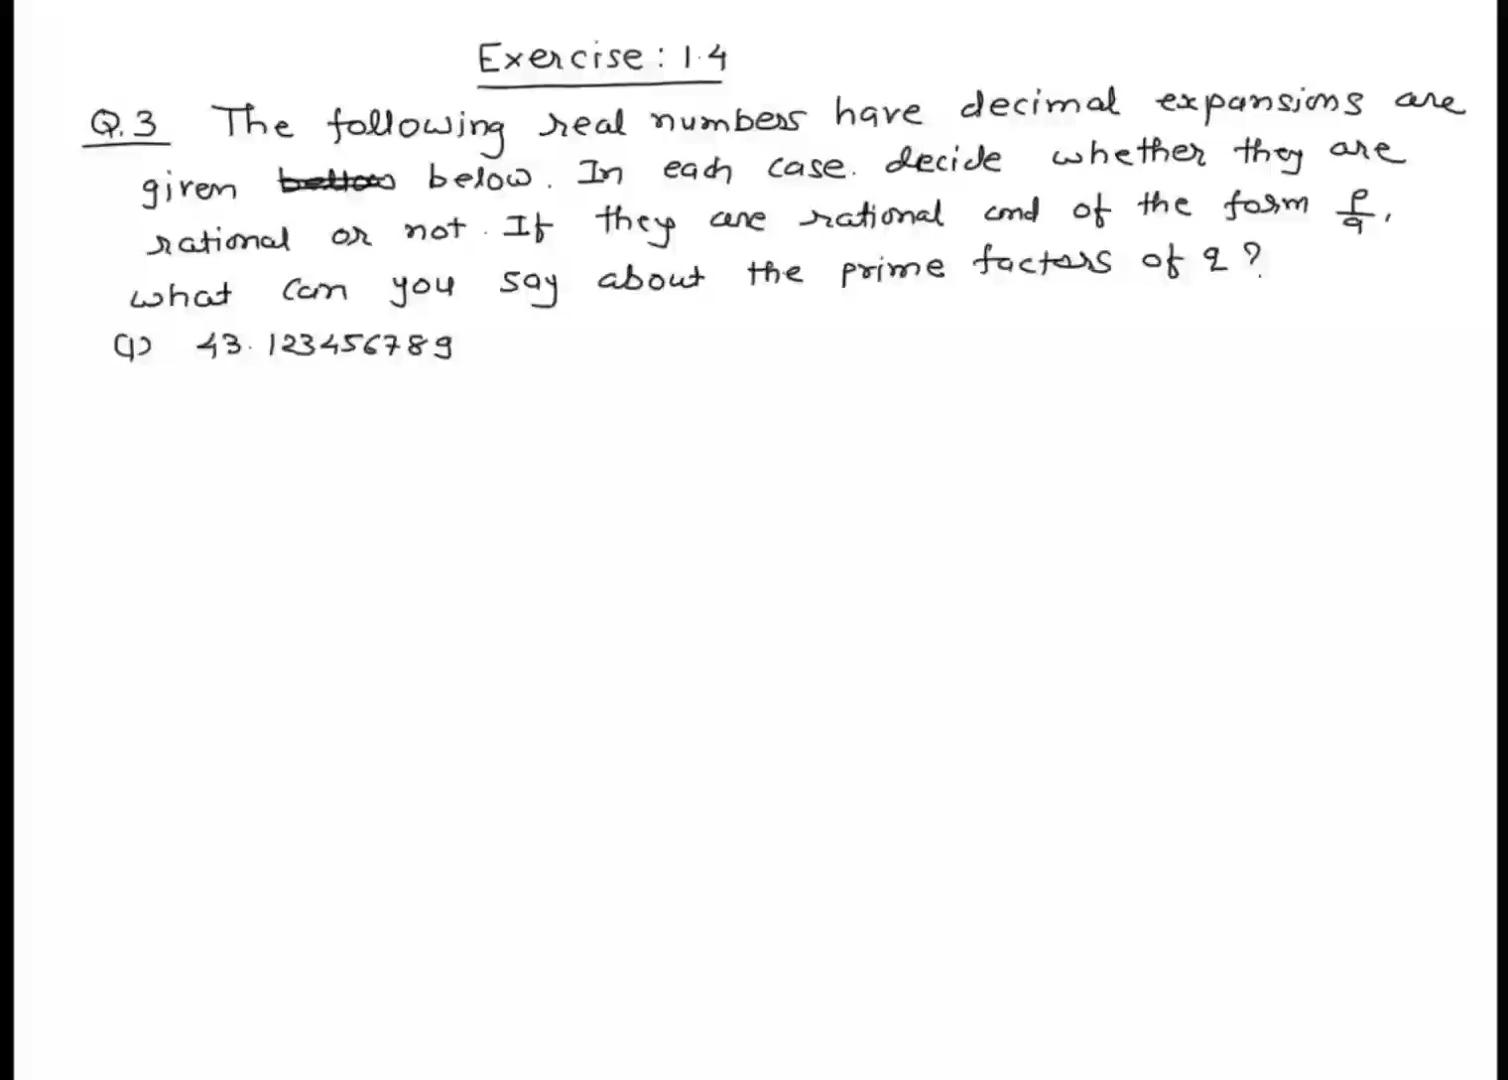 Exercise : 1.4
Q.3 The following real numbers have decimal expansions are
given below. In each case. decide whether they are
rational or not. If they are rational and of the form p/q,
what can you say about the prime factors of q ?
(i) 43.123456789